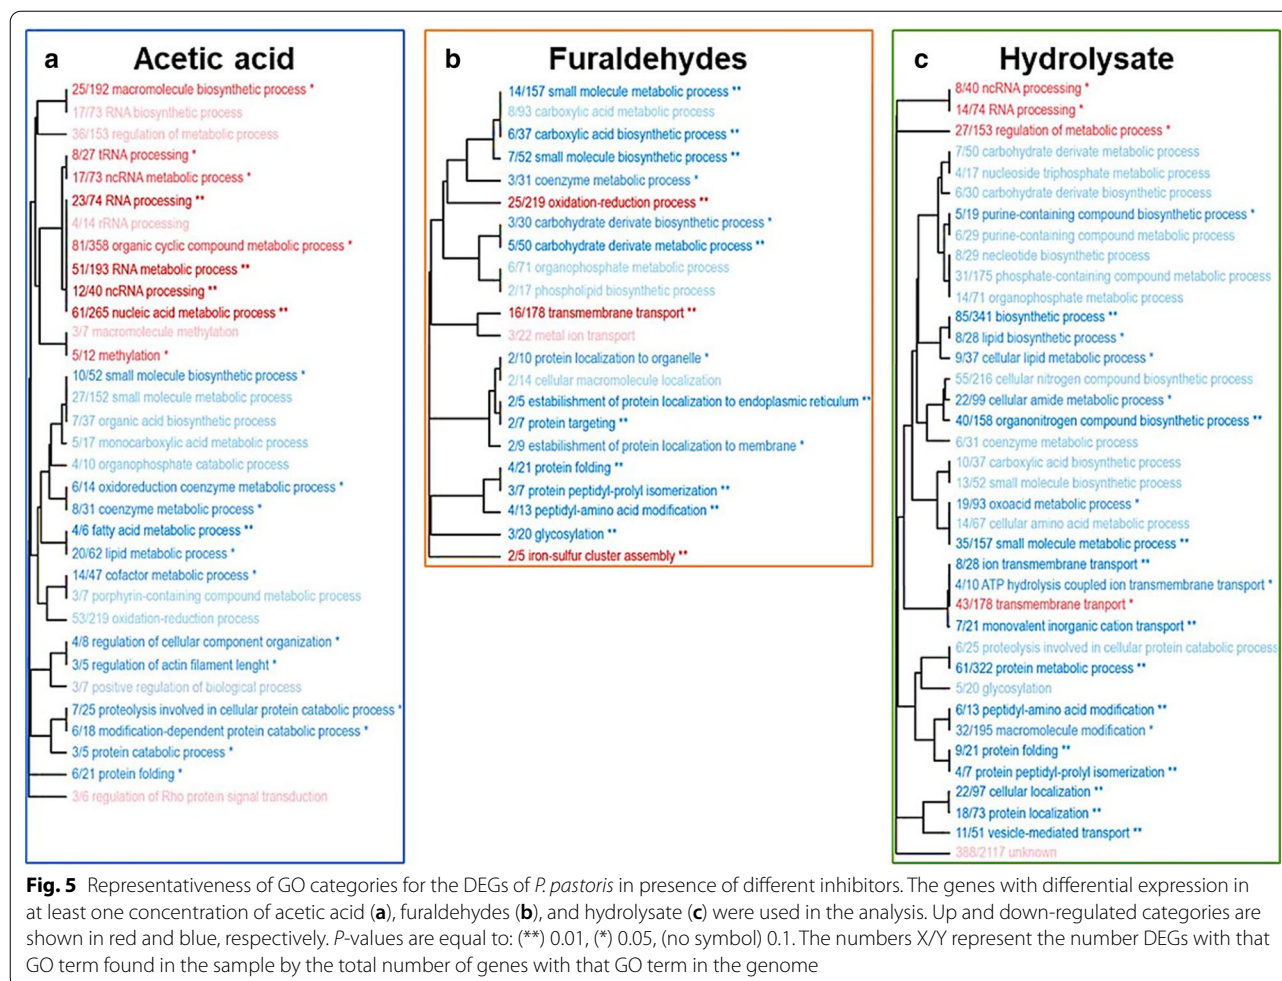 a Acetic acid
25/192 macromolecule biosynthetic process *
17/73 RNA biosynthetic process
36/153 regulation of metabolic process
8/27 tRNA processing *
17/73 ncRNA metabolic process *
23/74 RNA processing **
4/14 rRNA processing
81/358 organic cyclic compound metabolic process *
51/193 RNA metabolic process **
12/40 ncRNA processing **
61/265 nucleic acid metabolic process **
3/7 macromolecule methylation
5/12 methylation *
10/52 small molecule biosynthetic process *
27/152 small molecule metabolic process
7/37 organic acid biosynthetic process
5/17 monocarboxylic acid metabolic process
4/10 organophosphate catabolic process
6/14 oxidoreduction coenzyme metabolic process *
8/31 coenzyme metabolic process *
4/6 fatty acid metabolic process **
20/62 lipid metabolic process *
14/47 cofactor metabolic process *
3/7 porphyrin-containing compound metabolic process
53/219 oxidation-reduction process
4/8 regulation of cellular component organization *
3/5 regulation of actin filament lenght *
3/7 positive regulation of biological process
7/25 proteolysis involved in cellular protein catabolic process *
6/18 modification-dependent protein catabolic process *
3/5 protein catabolic process *
6/21 protein folding *
3/6 regulation of Rho protein signal transduction
b Furaldehydes
14/157 small molecule metabolic process **
8/93 carboxylic acid metabolic process
6/37 carboxylic acid biosynthetic process **
7/52 small molecule biosynthetic process **
3/31 coenzyme metabolic process *
25/219 oxidation-reduction process **
3/30 carbohydrate derivate biosynthetic process *
5/50 carbohydrate derivate metabolic process **
6/71 organophosphate metabolic process
2/17 phospholipid biosynthetic process
16/178 transmembrane transport **
3/22 metal ion transport
2/10 protein localization to organelle *
2/14 cellular macromolecule localization
2/5 estabilishment of protein localization to endoplasmic reticulum **
2/7 protein targeting **
2/9 estabilishment of protein localization to membrane *
4/21 protein folding **
3/7 protein peptidyl-prolyl isomerization **
4/13 peptidyl-amino acid modification **
3/20 glycosylation **
2/5 iron-sulfur cluster assembly **
c Hydrolysate
8/40 ncRNA processing *
14/74 RNA processing *
27/153 regulation of metabolic process *
7/50 carbohydrate derivate metabolic process
4/17 nucleoside triphosphate metabolic process
6/30 carbohydrate derivate biosynthetic process
5/19 purine-containing compound biosynthetic process *
6/29 purine-containing compound metabolic process
8/29 necleotide biosynthetic process
31/175 phosphate-containing compound metabolic process
14/71 organophosphate metabolic process
85/341 biosynthetic process **
8/28 lipid biosynthetic process *
9/37 cellular lipid metabolic process *
55/216 cellular nitrogen compound biosynthetic process
22/99 cellular amide metabolic process *
40/158 organonitrogen compound biosynthetic process **
6/31 coenzyme metabolic process
10/37 carboxylic acid biosynthetic process
13/52 small molecule biosynthetic process
19/93 oxoacid metabolic process *
14/67 cellular amino acid metabolic process
35/157 small molecule metabolic process **
8/28 ion transmembrane transport **
4/10 ATP hydrolysis coupled ion transmembrane transport *
43/178 transmembrane tranport *
7/21 monovalent inorganic cation transport **
6/25 proteolysis involved in cellular protein catabolic process
61/322 protein metabolic process **
5/20 glycosylation
6/13 peptidyl-amino acid modification **
32/195 macromolecule modification *
9/21 protein folding **
4/7 protein peptidyl-prolyl isomerization **
22/97 cellular localization **
18/73 protein localization **
11/51 vesicle-mediated transport **
388/2117 unknown
Fig. 5 Representativeness of GO categories for the DEGs of P. pastoris in presence of different inhibitors. The genes with differential expression in
at least one concentration of acetic acid (a), furaldehydes (b), and hydrolysate (c) were used in the analysis. Up and down-regulated categories are
shown in red and blue, respectively. P-values are equal to: (**) 0.01, (*) 0.05, (no symbol) 0.1. The numbers X/Y represent the number DEGs with that
GO term found in the sample by the total number of genes with that GO term in the genome